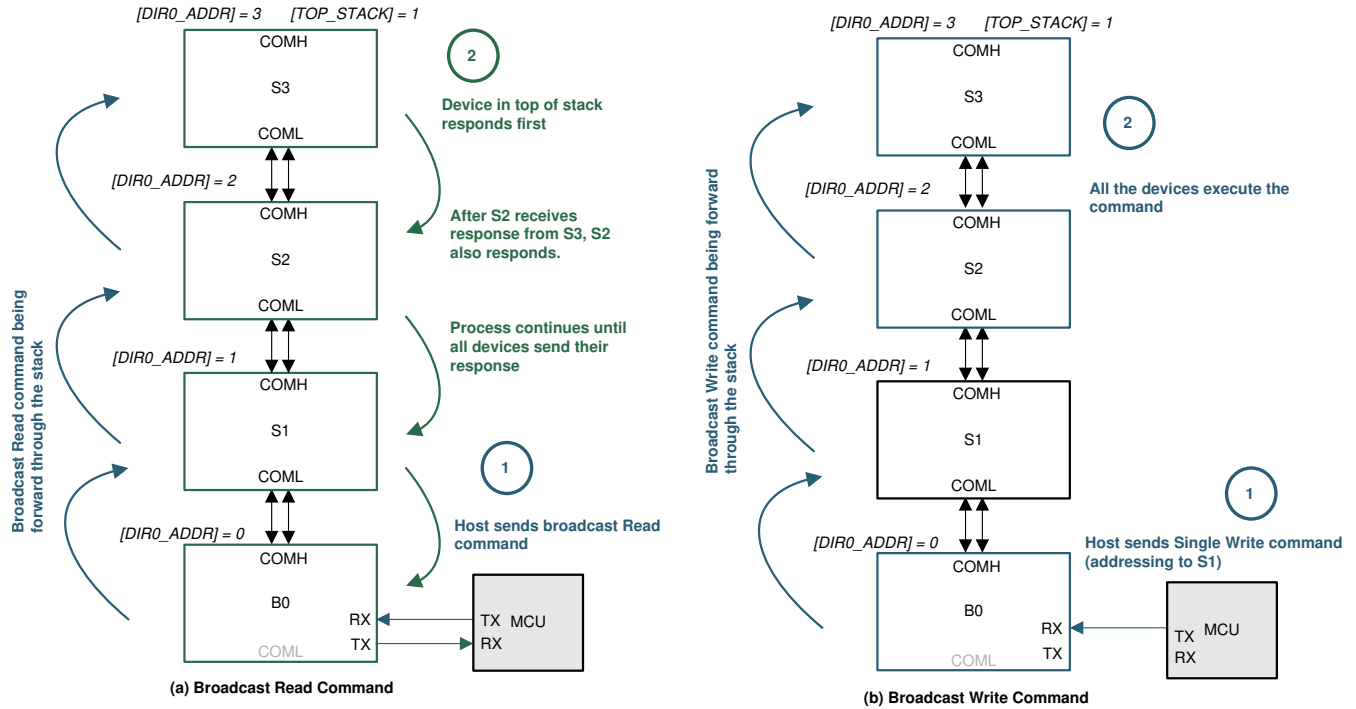 [DIR0_ADDR] = 3 [TOP_STACK] = 1
COMH
S3
COML
2
Device in top of stack
responds first
[DIR0_ADDR] = 2
COMH
S2
COML
After S2 receives
response from S3, S2
also responds.
[DIR0_ADDR] = 1
COMH
S1
COML
Process continues until
all devices send their
response
1
Host sends broadcast Read
command
[DIR0_ADDR] = 0
COMH
B0
RX
TX
COML
TX MCU
RX
Broadcast Read command being
forward through the stack
(a) Broadcast Read Command
[DIR0_ADDR] = 3 [TOP_STACK] = 1
COMH
S3
COML
2
All the devices execute the
command
[DIR0_ADDR] = 2
COMH
S2
COML
[DIR0_ADDR] = 1
COMH
S1
COML
1
Host sends Single Write command
(addressing to S1)
[DIR0_ADDR] = 0
COMH
B0
RX
TX
COML
TX MCU
RX
Broadcast Write command being forward
through the stack
(b) Broadcast Write Command